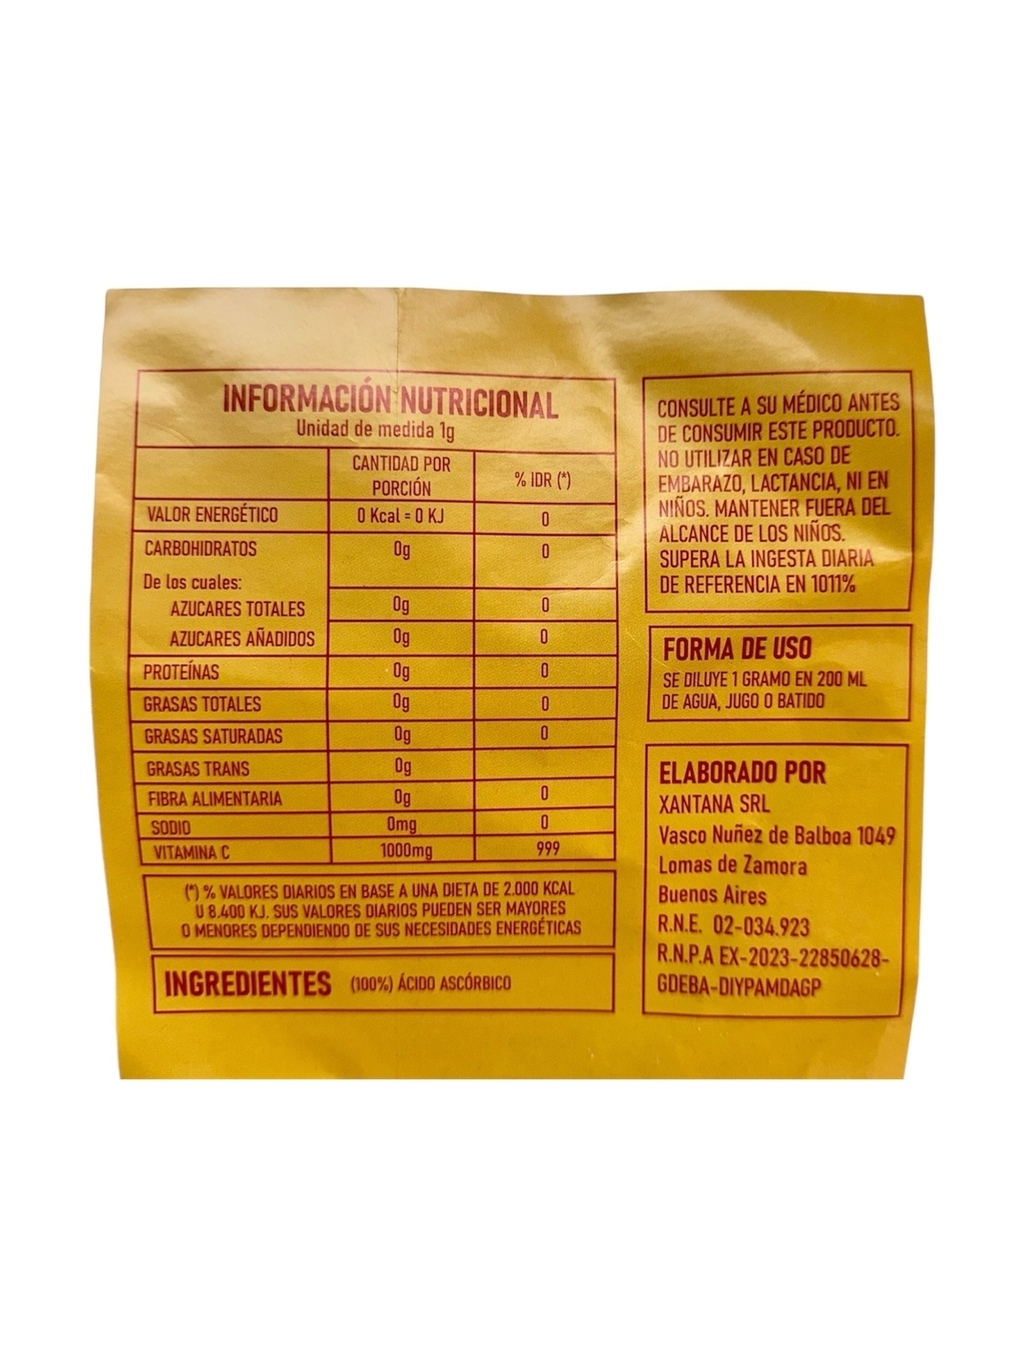 INFORMACIÓN NUTRICIONAL
Unidad de medida 1g
CANTIDAD POR PORCIÓN % IDR (*)
VALOR ENERGÉTICO 0 Kcal = 0 KJ 0
CARBOHIDRATOS 0g 0
De los cuales:
AZUCARES TOTALES 0g 0
AZUCARES AÑADIDOS 0g 0
PROTEÍNAS 0g 0
GRASAS TOTALES 0g 0
GRASAS SATURADAS 0g 0
GRASAS TRANS 0g
FIBRA ALIMENTARIA 0g 0
SODIO 0mg 0
VITAMINA C 1000mg 999
(*) % VALORES DIARIOS EN BASE A UNA DIETA DE 2.000 KCAL
U 8.400 KJ. SUS VALORES DIARIOS PUEDEN SER MAYORES
O MENORES DEPENDIENDO DE SUS NECESIDADES ENERGÉTICAS
INGREDIENTES (100%) ÁCIDO ASCÓRBICO
CONSULTE A SU MÉDICO ANTES
DE CONSUMIR ESTE PRODUCTO.
NO UTILIZAR EN CASO DE
EMBARAZO, LACTANCIA, NI EN
NIÑOS. MANTENER FUERA DEL
ALCANCE DE LOS NIÑOS.
SUPERA LA INGESTA DIARIA
DE REFERENCIA EN 1011%
FORMA DE USO
SE DILUYE 1 GRAMO EN 200 ML
DE AGUA, JUGO O BATIDO
ELABORADO POR
XANTANA SRL
Vasco Nuñez de Balboa 1049
Lomas de Zamora
Buenos Aires
R.N.E. 02-034.923
R.N.P.A EX-2023-22850628-
GDEBA-DIYPAMDAGP